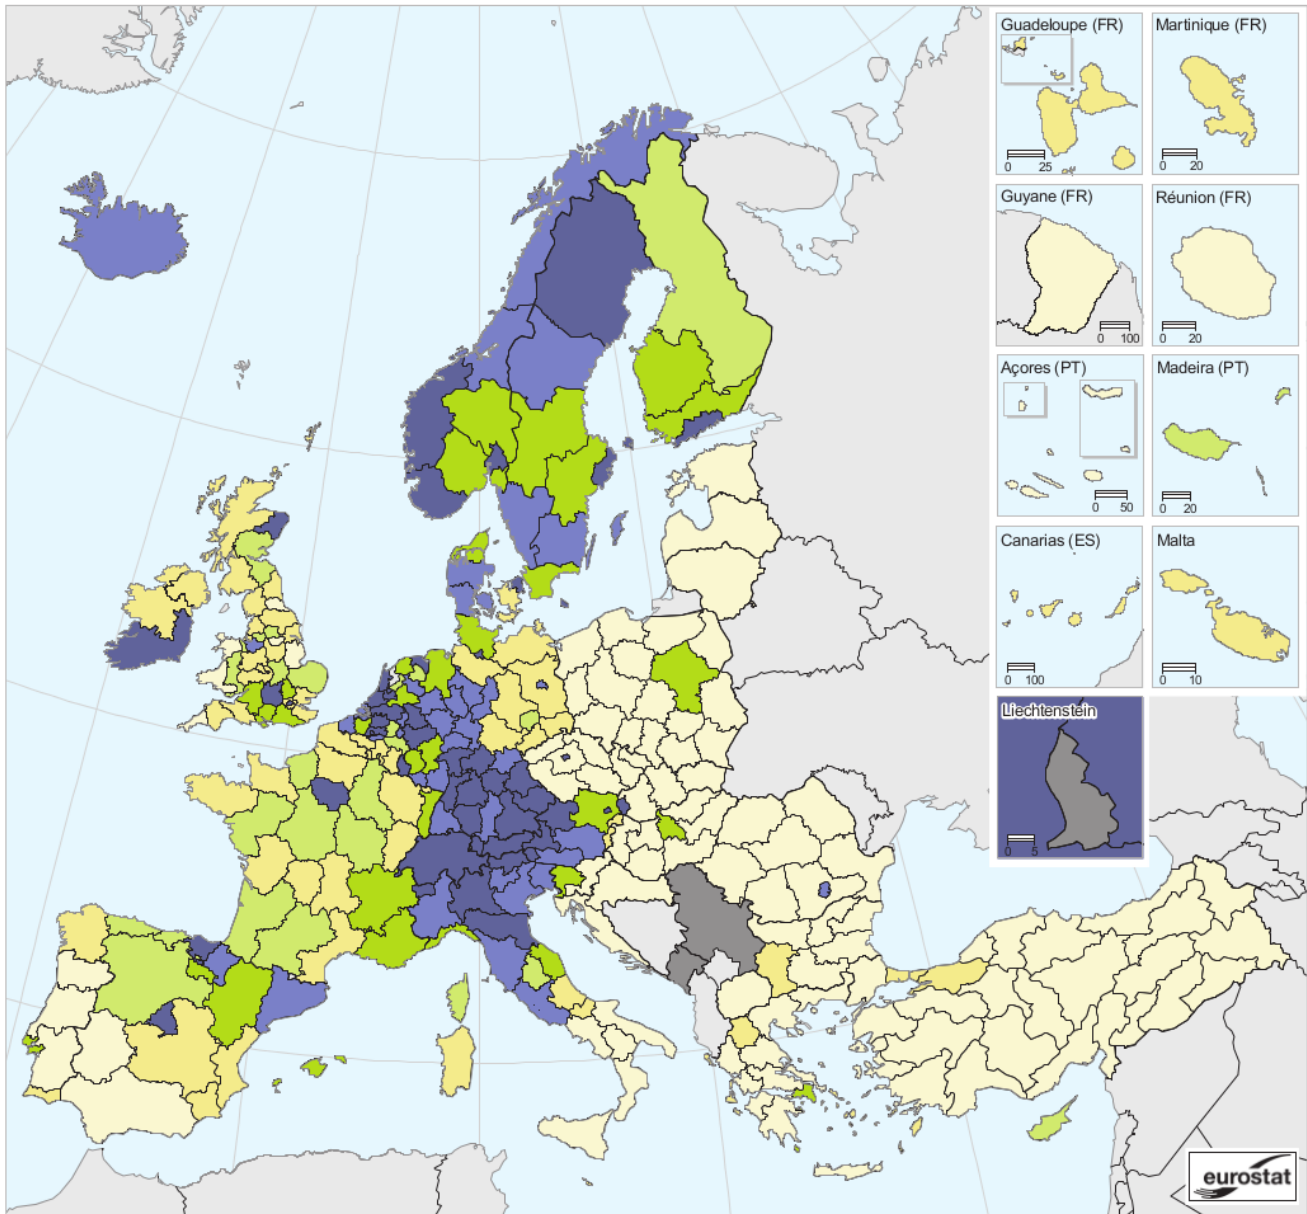 Guadeloupe (FR)
0 25
Martinique (FR)
0 20
Guyane (FR)
0 100
Réunion (FR)
0 20
Açores (PT)
0 50
Madeira (PT)
0 20
Canarias (ES)
0 100
Malta
0 10
Liechtenstein
0 5
eurostat